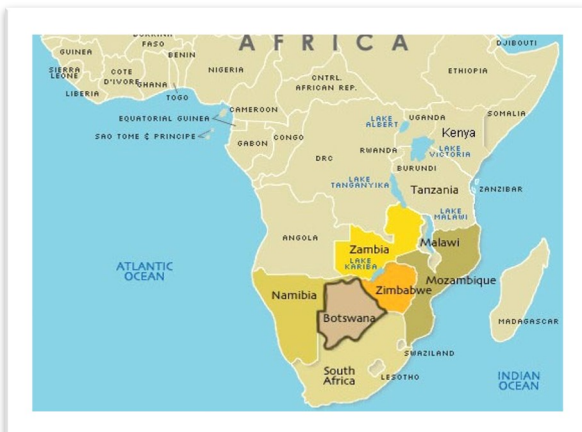 AFRICA
DJIBOUTI
BURKINA
FASO
GUINEA
BENIN
SIERRA
LEONE
COTE
D'IVORE
GHANA
NIGERIA
ETHIOPIA
LIBERIA
TOGO
CNTRL.
AFRICAN REP.
CAMEROON
EQUATORIAL GUINEA
SAO TOME & PRINCIPE
GABON
CONGO
LAKE
ALBERT
UGANDA
SOMALIA
Kenya
DRC
RWANDA
LAKE
VICTORIA
BURUNDI
LAKE
TANGANYIKA
Tanzania
ZANZIBAR
LAKE
MALAWI
ANGOLA
Zambia
Malawi
LAKE
KARIBA
ATLANTIC
OCEAN
Mozambique
Zimbabwe
Namibia
Botswana
MADAGASCAR
SWAZILAND
South
Africa
LESOTHO
INDIAN
OCEAN